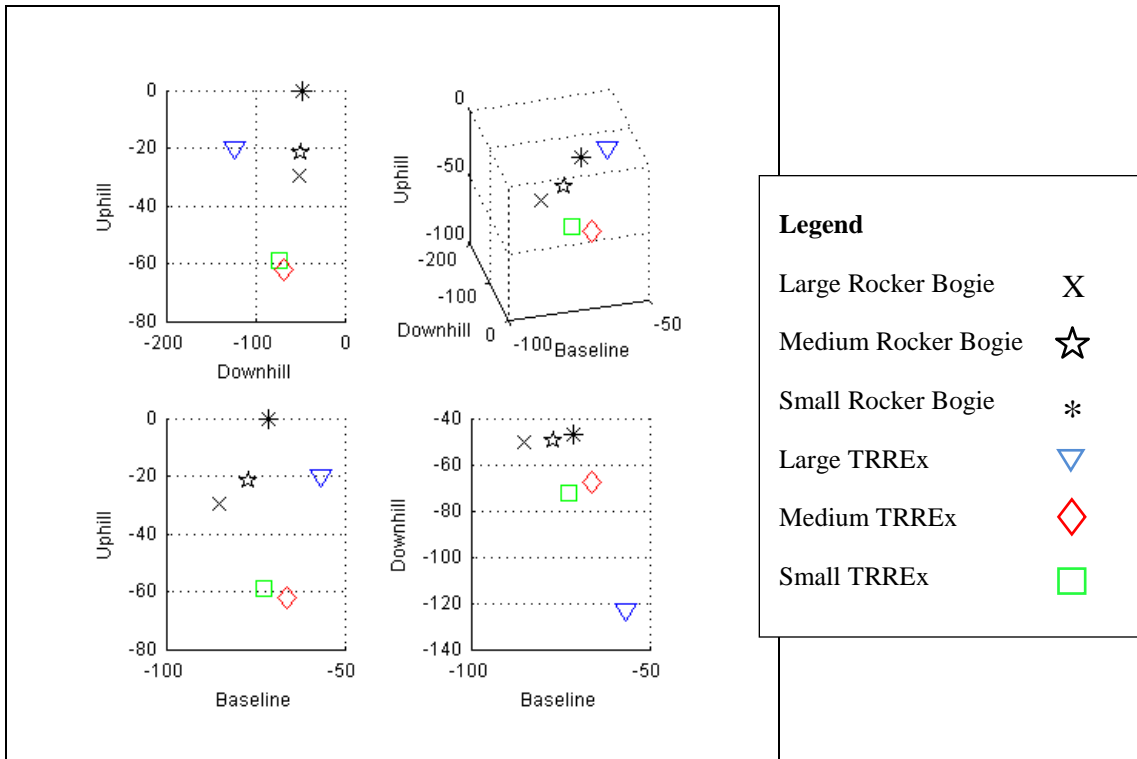 0
-20
-40
-60
-80
-200
-100
0
Uphill
Downhill
0
-50
-100
-200
-100
0
-100
-50
Uphill
Downhill
Baseline
0
-20
-40
-60
-80
-100
-50
Uphill
Baseline
-40
-60
-80
-100
-120
-140
-100
-50
Downhill
Baseline
Legend
Large Rocker Bogie X
Medium Rocker Bogie
Small Rocker Bogie *
Large TRREx
Medium TRREx
Small TRREx